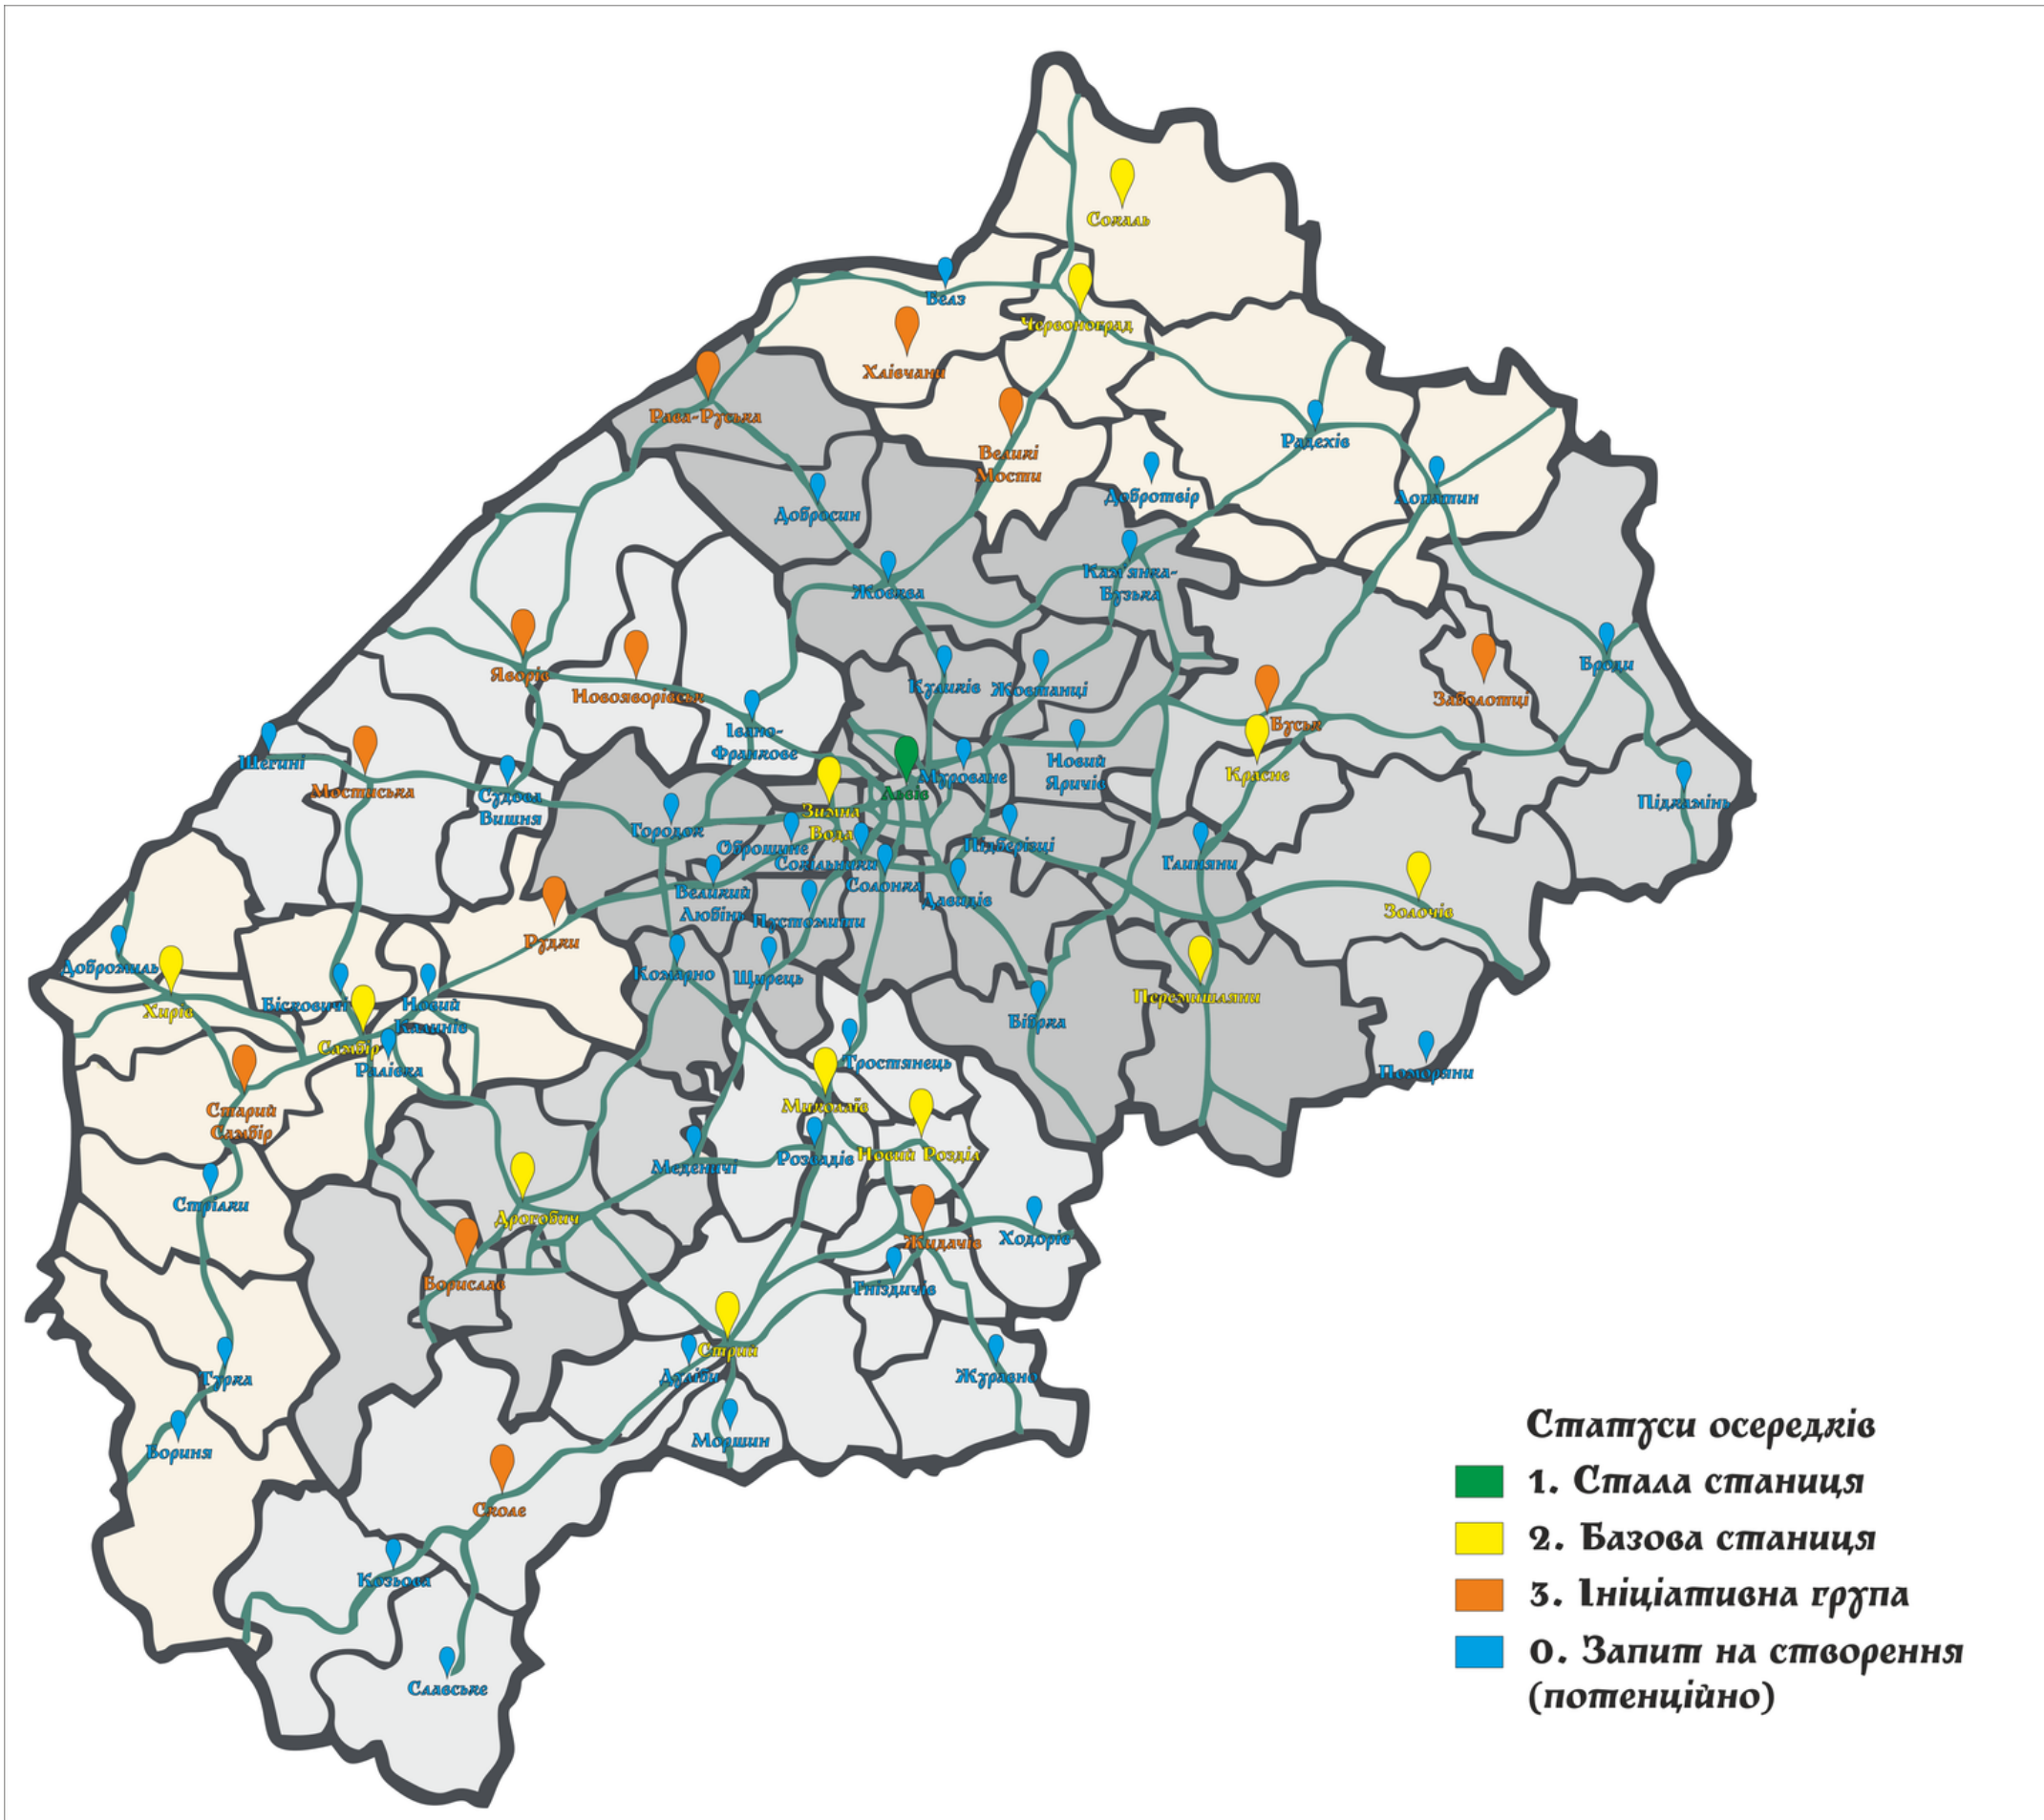 Сокаль
Белз
Червоноград
Хлівчани
Рава-Руська
Великі
Мости
Радехів
Добротвір
Лопатин
Добросин
Кам'янка-
Бузька
Жовква
Яворів
Новояворівськ
Куликів
Жовтанці
Заболотці
Броди
Буськ
Івано-
Франкове
Шегині
Мостиська
Судова
Вишня
Львів
Муроване
Новий
Яричів
Красне
Підкамінь
Зимна
Вода
Городок
Оброшине
Сокільники
Підберізці
Глиняни
Солонка
Великий
Любінь
Давидів
Пустомити
Золочів
Рудки
Добромиль
Комарно
Щирець
Перемишляни
Хирів
Бісковичі
Новий
Калинів
Бібрка
Самбір
Ралівка
Тростянець
Поморяни
Старий
Самбір
Миколаїв
Розвадів
Новий Розділ
Меденичі
Стрілки
Дрогобич
Жидачів
Ходорів
Борислав
Гніздичів
Стрий
Дуліби
Журавно
Турка
Моршин
Бориня
Сколе
Козьова
Славське
Статуси осередків
1. Стала станиця
2. Базова станиця
3. Ініціативна група
0. Запит на створення
(потенційно)